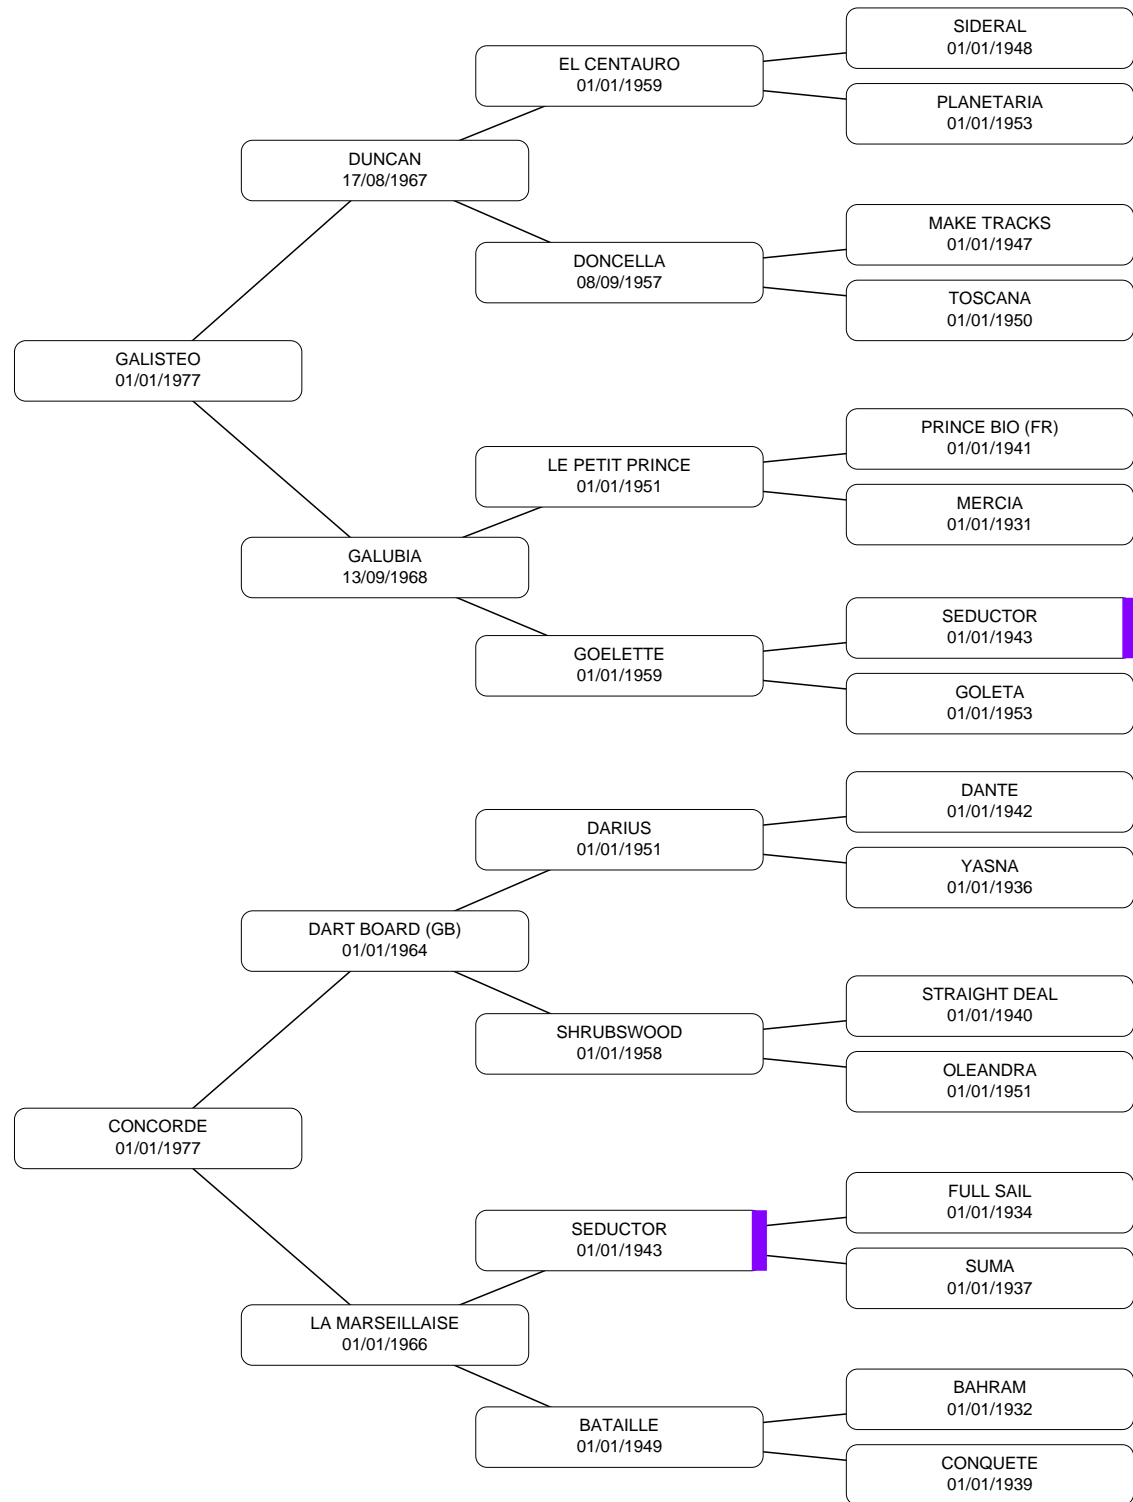 SIDERAL
01/01/1948
EL CENTAURO
01/01/1959
PLANETARIA
01/01/1953
DUNCAN
17/08/1967
MAKE TRACKS
01/01/1947
DONCELLA
08/09/1957
TOSCANA
01/01/1950
GALISTEO
01/01/1977
PRINCE BIO (FR)
01/01/1941
LE PETIT PRINCE
01/01/1951
MERCIA
01/01/1931
GALUBIA
13/09/1968
SEDUCTOR
01/01/1943
GOELETTE
01/01/1959
GOLETA
01/01/1953
DANTE
01/01/1942
DARIUS
01/01/1951
YASNA
01/01/1936
DART BOARD (GB)
01/01/1964
STRAIGHT DEAL
01/01/1940
SHRUBSWOOD
01/01/1958
OLEANDRA
01/01/1951
CONCORDE
01/01/1977
FULL SAIL
01/01/1934
SEDUCTOR
01/01/1943
SUMA
01/01/1937
LA MARSEILLAISE
01/01/1966
BAHRAM
01/01/1932
BATAILLE
01/01/1949
CONQUETE
01/01/1939